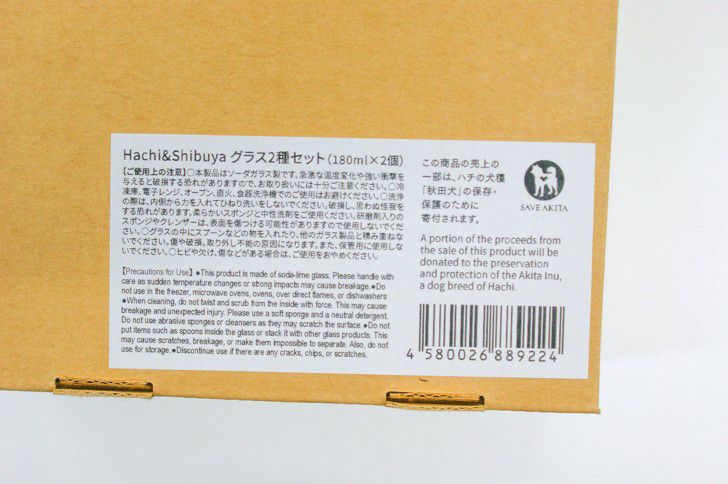 Hachi&Shibuya グラス2種セット(180ml×2個)
【ご使用上の注意】○本製品はソーダガラス製です。急激な温度変化や強い衝撃を
与えると破損する恐れがありますので、お取り扱いには十分ご注意ください。○冷
凍庫、電子レンジ、オーブン、直火、食器洗浄機でのご使用はお避けください。○洗浄
の際は、内側から力を入れてひねり洗いをしないでください。破損し、思わぬ怪我を
する恐れがあります。柔らかいスポンジと中性洗剤をご使用ください。研磨剤入りの
スポンジやクレンザーは、表面を傷つける可能性がありますので使用しないでくださ
い。○グラスの中にスプーンなどの物を入れたり、他のガラス製品と積み重ねな
いでください。傷や破損、取り外し不能の原因になります。また、保管用に使用しな
いでください。○ヒビや欠け、傷などがある場合は、ご使用をおやめください。
【Precautions for Use】●This product is made of soda-lime glass. Please handle with
care as sudden temperature changes or strong impacts may cause breakage.●Do
not use in the freezer, microwave ovens, ovens, over direct flames, or dishwashers
●When cleaning, do not twist and scrub from the inside with force. This may cause
breakage and unexpected injury. Please use a soft sponge and a neutral detergent.
Do not use abrasive sponges or cleansers as they may scratch the surface.●Do not
put items such as spoons inside the glass or stack it with other glass products. This
may cause scratches, breakage, or make them impossible to separate. Also, do not
use for storage.●Discontinue use if there are any cracks, chips, or scratches.
この商品の売上の
一部は、ハチの犬種
「秋田犬」の保存・
保護のために
寄付されます。
SAVE AKITA
A portion of the proceeds from
the sale of this product will be
donated to the preservation
and protection of the Akita Inu,
a dog breed of Hachi.
4 580026 889224